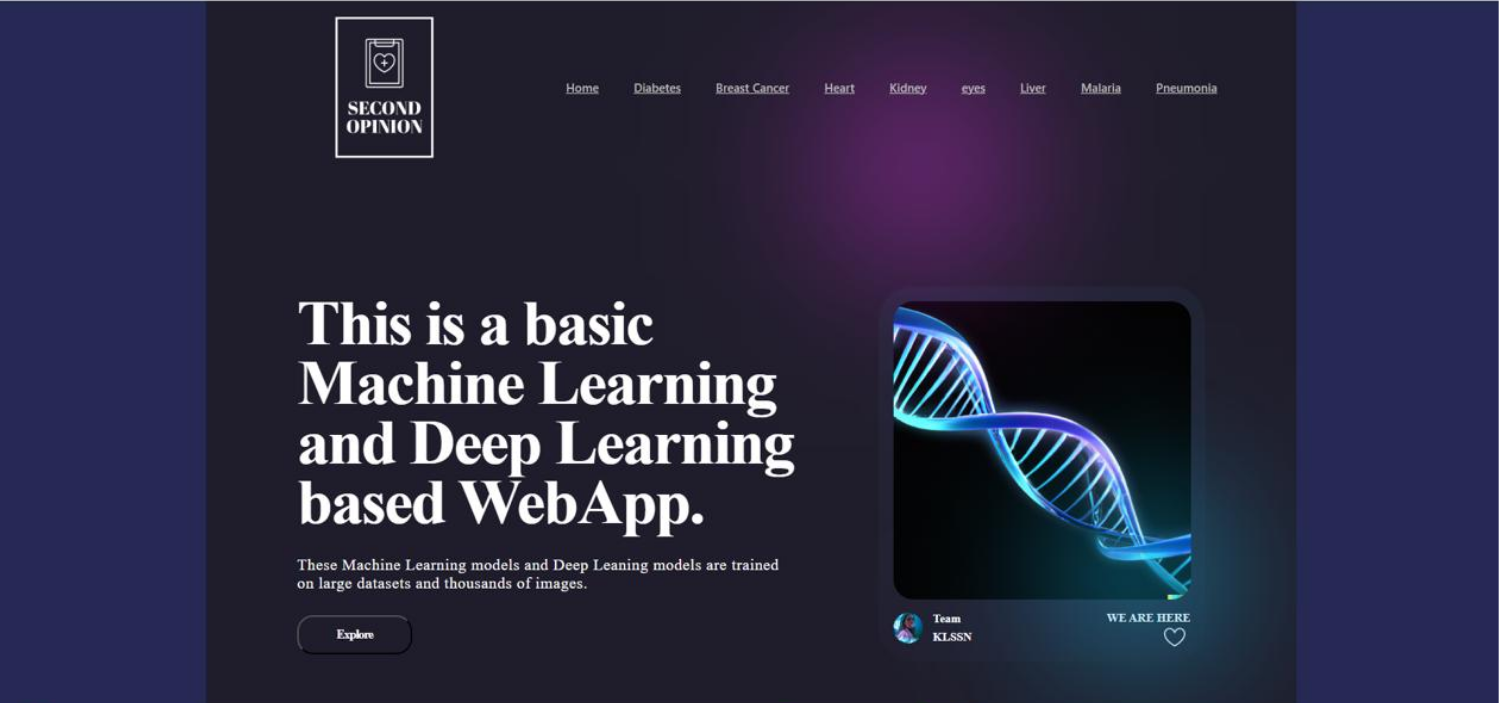 SECOND
OPINION
Home Diabetes Breast Cancer Heart Kidney eyes Liver Malaria Pneumonia
This is a basic
Machine Learning
and Deep Learning
based WebApp.
These Machine Learning models and Deep Leaning models are trained
on large datasets and thousands of images.
Explore
Team
KLSSN
WE ARE HERE